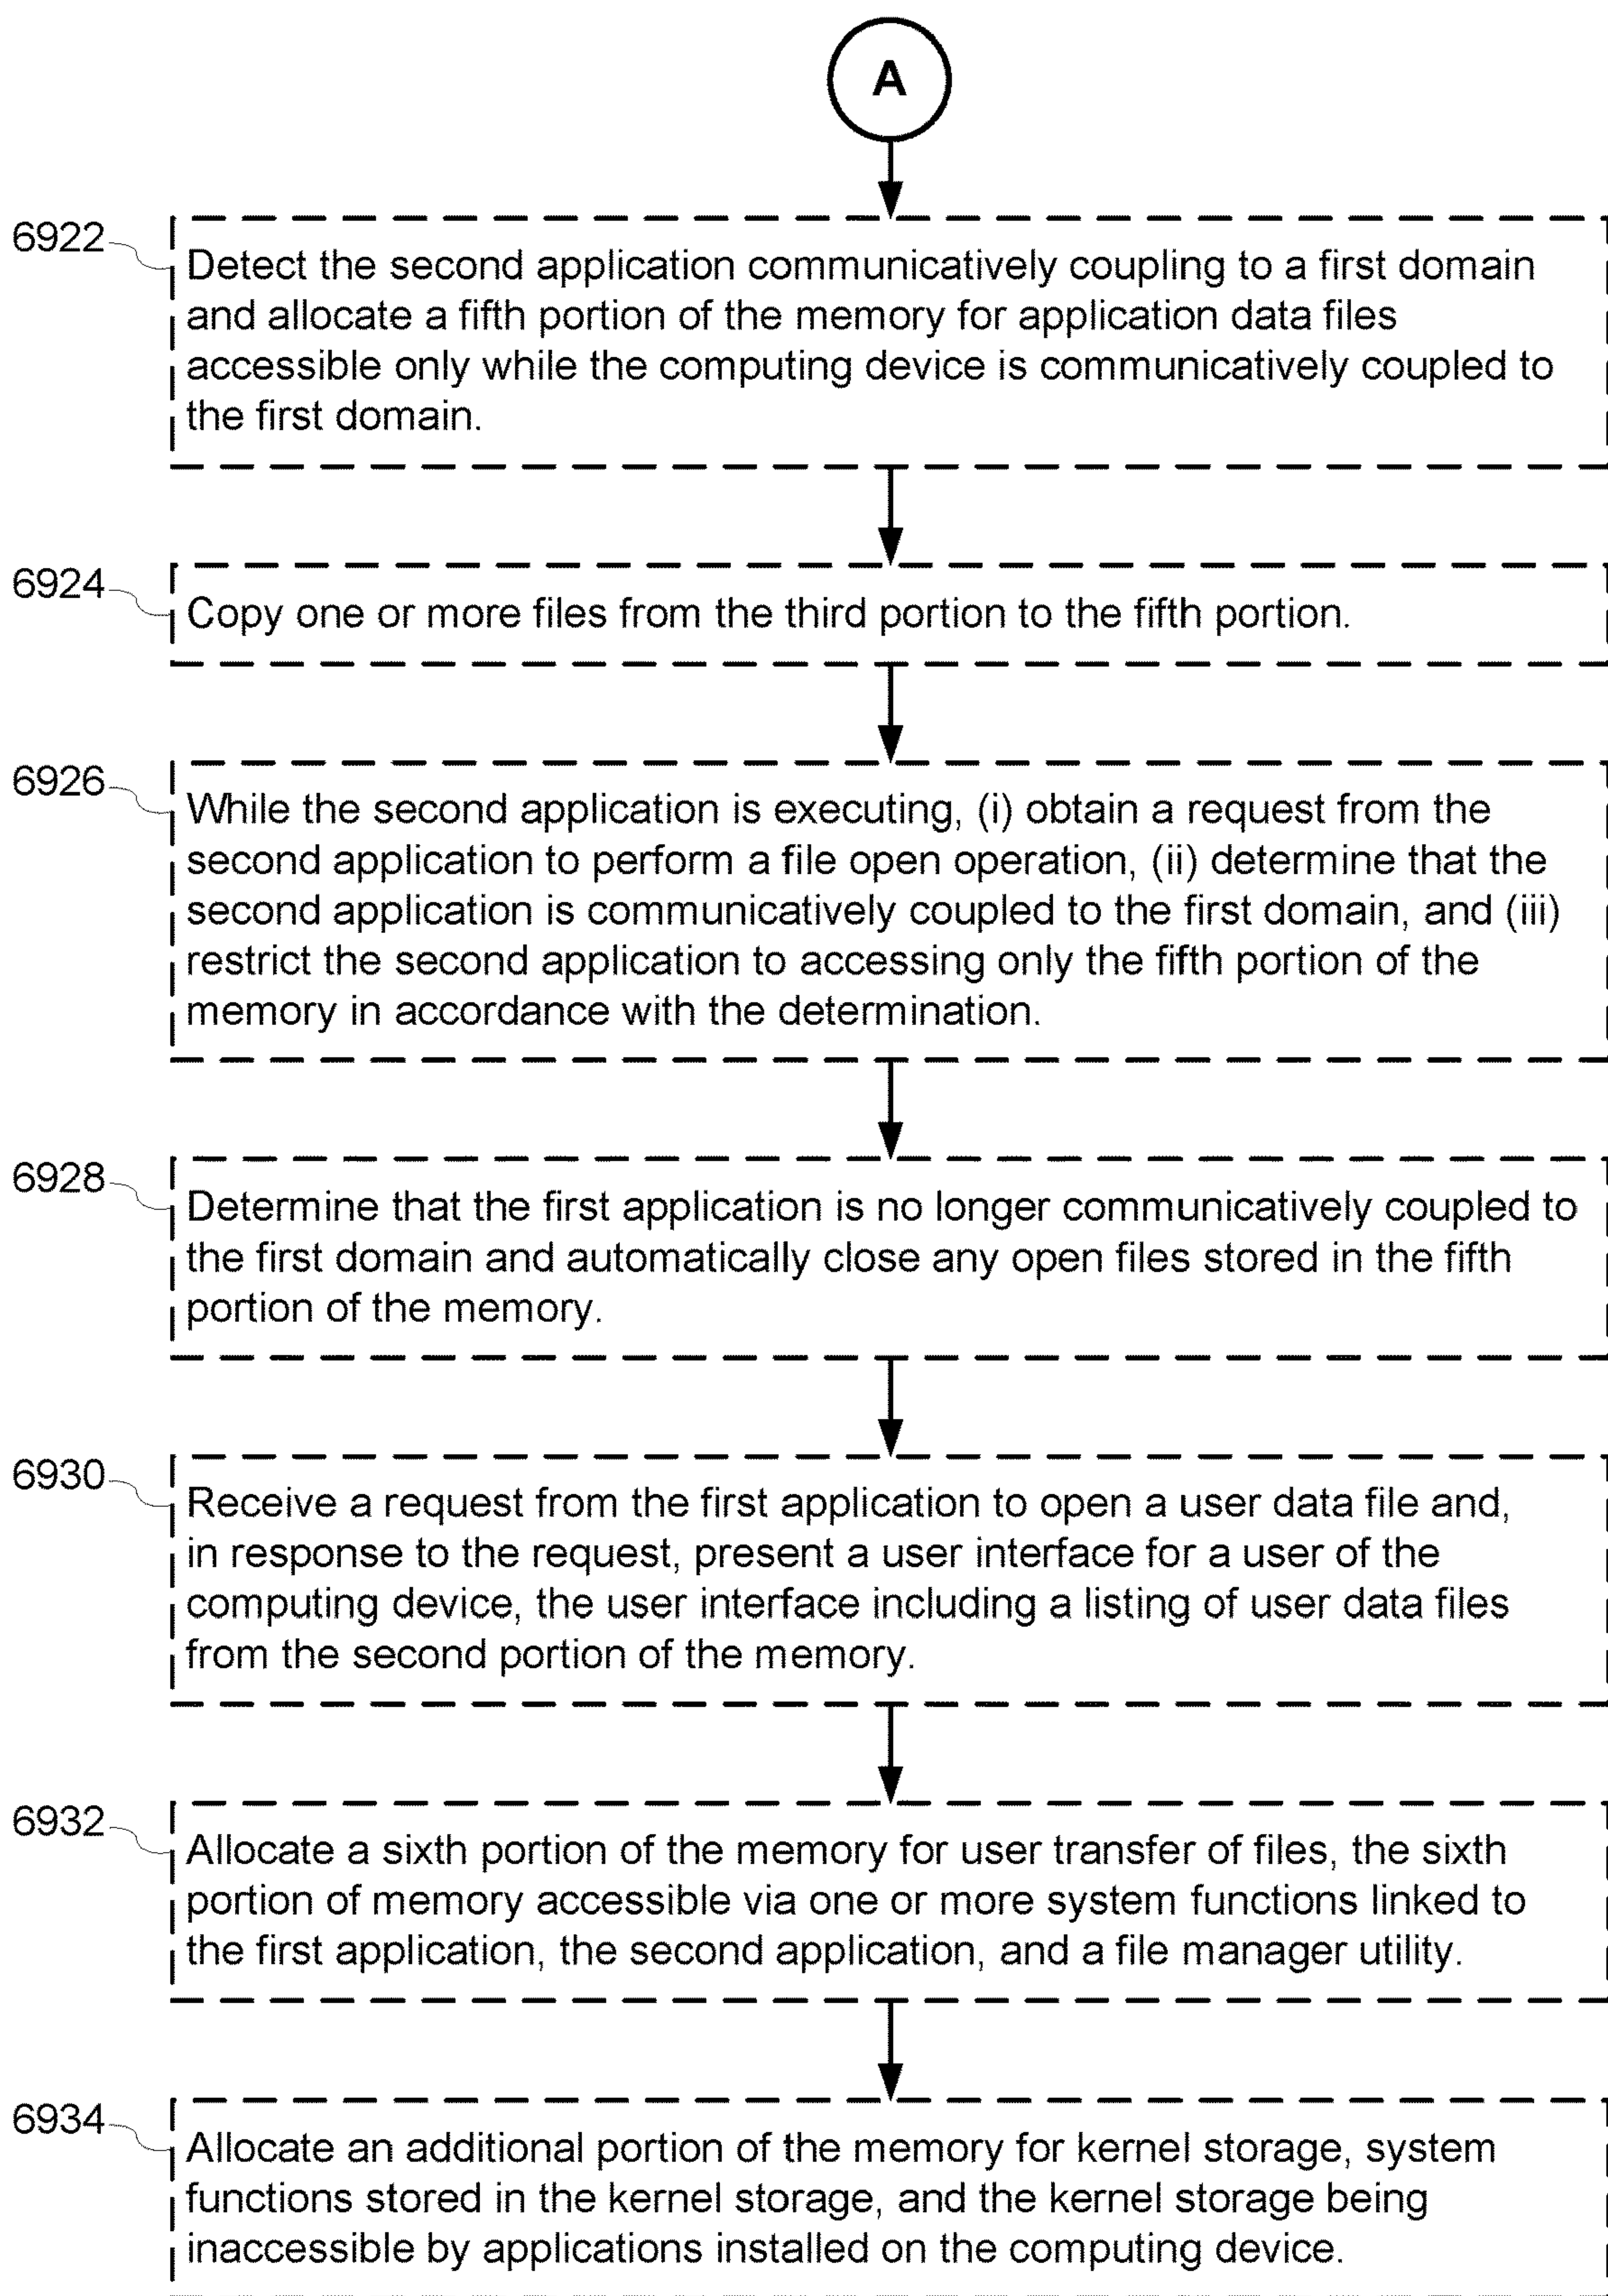 A
6922
Detect the second application communicatively coupling to a first domain
and allocate a fifth portion of the memory for application data files
accessible only while the computing device is communicatively coupled to
the first domain.
6924
Copy one or more files from the third portion to the fifth portion.
6926
While the second application is executing, (i) obtain a request from the
second application to perform a file open operation, (ii) determine that the
second application is communicatively coupled to the first domain, and (iii)
restrict the second application to accessing only the fifth portion of the
memory in accordance with the determination.
6928
Determine that the first application is no longer communicatively coupled to
the first domain and automatically close any open files stored in the fifth
portion of the memory.
6930
Receive a request from the first application to open a user data file and,
in response to the request, present a user interface for a user of the
computing device, the user interface including a listing of user data files
from the second portion of the memory.
6932
Allocate a sixth portion of the memory for user transfer of files, the sixth
portion of memory accessible via one or more system functions linked to
the first application, the second application, and a file manager utility.
6934
Allocate an additional portion of the memory for kernel storage, system
functions stored in the kernel storage, and the kernel storage being
inaccessible by applications installed on the computing device.